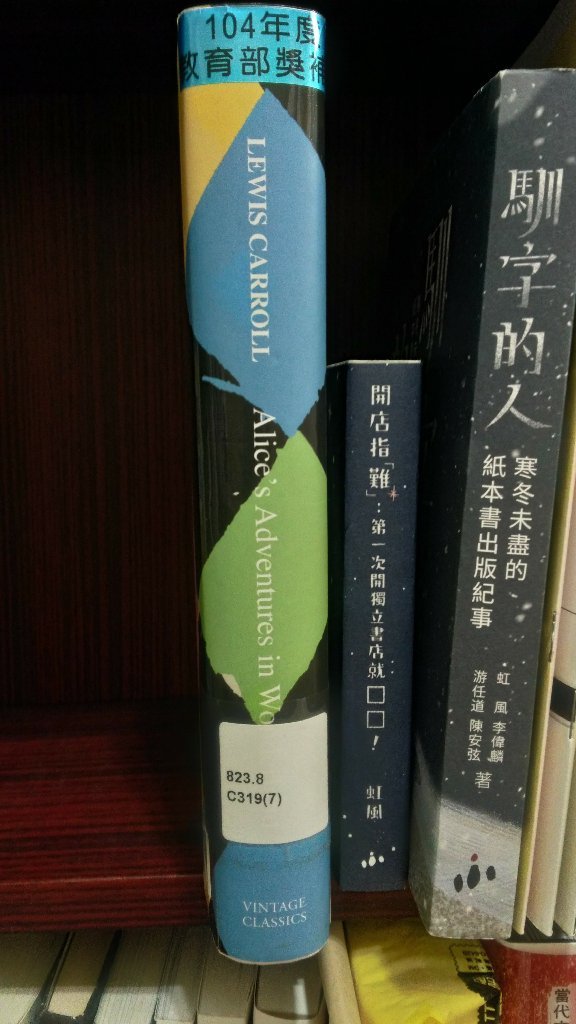 104年度
教育部獎補
LEWIS CARROLL
Alice's Adventures in Wo
823.8
C319(7)
VINTAGE
CLASSICS
開店指「難」：第一次開獨立書店就□□！
虹風
馴字的人
寒冬未盡的
紙本書出版紀事
虹風 李偉麟
游任道 陳安弦 著
當代